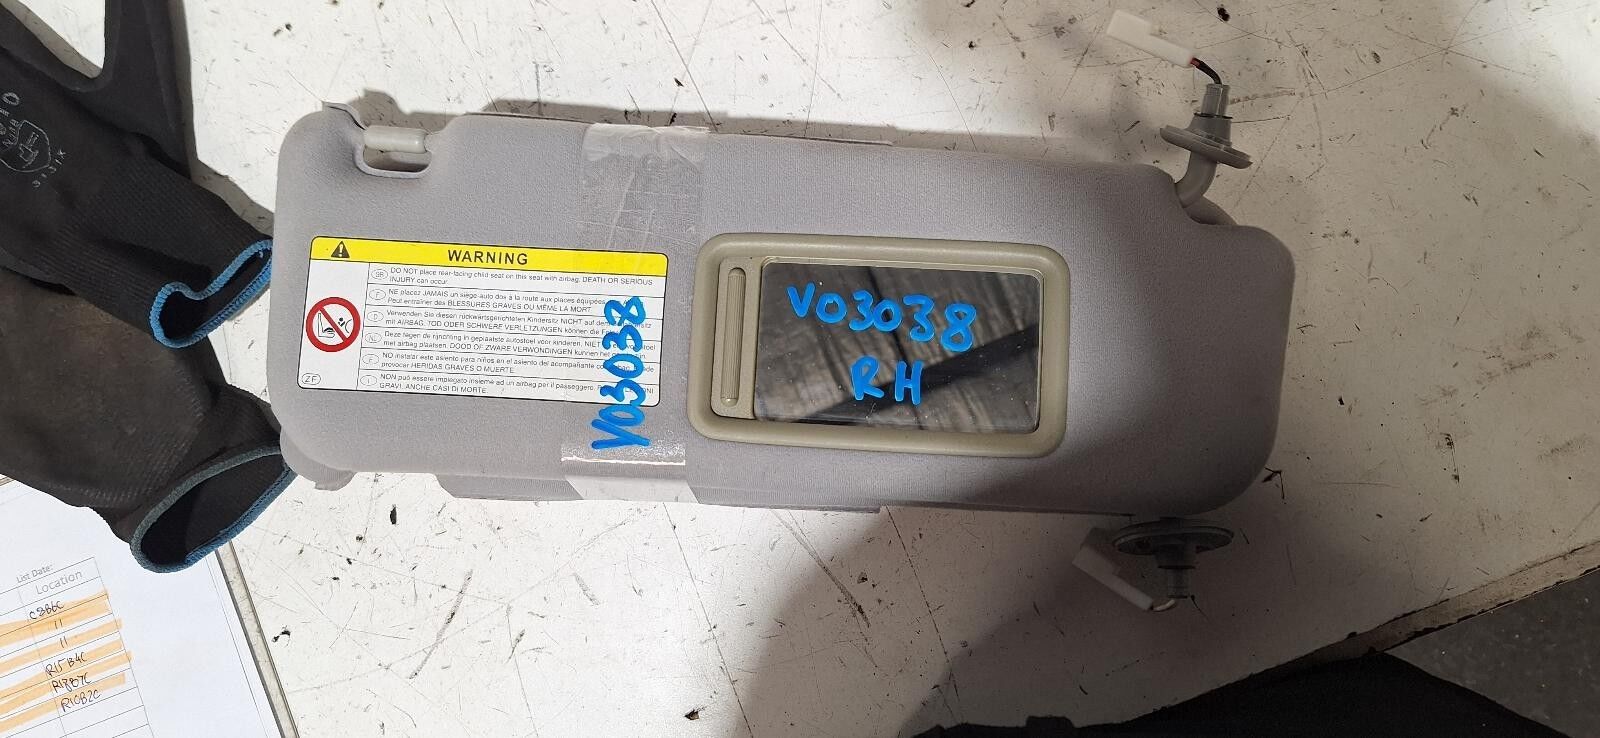 WARNING
GB DO NOT place rear-facing child seat on this seat with airbag. DEATH OR SERIOUS
INJURY can occur.
F NE placez JAMAIS un siège-auto dos à la route aux places équipées
Peut entraîner des BLESSURES GRAVES OU MÊME LA MORT
D Verwenden Sie diesen rückwärtsgerichteten Kindersitz NICHT auf
mit AIRBAG. TOD ODER SCHWERE VERLETZUNGEN können die
NL Deze tegen de rijrichting in geplaatste autostoel voor kinderen, NIET
met airbag plaatsen. DOOD OF ZWARE VERWONDINGEN kunnen het
NO instalar este asiento para niños en el asiento del acompañante
provocar HERIDAS GRAVES O MUERTE
I NON può essere impiegato insieme ad un airbag per il passeggero.
GRAVI, ANCHE CASI DI MORTE
ZF
V03038
V03038
RH
List Date:
Location
C2B6C
11
11
R15B4C
R18B7C
R10B2C